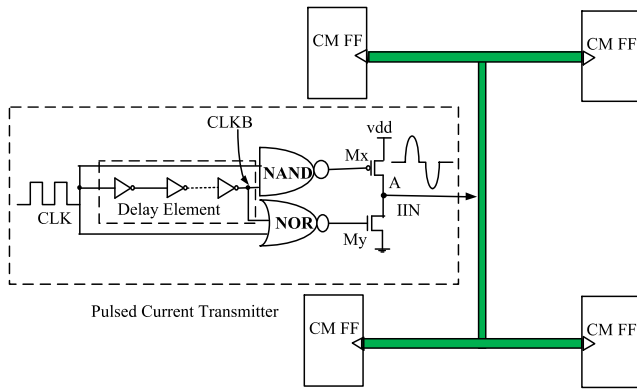 CM FF
CM FF
CLKB
vdd
Mx
NAND
A
CLK
Delay Element
IIN
NOR
My
Pulsed Current Transmitter
CM FF
CM FF